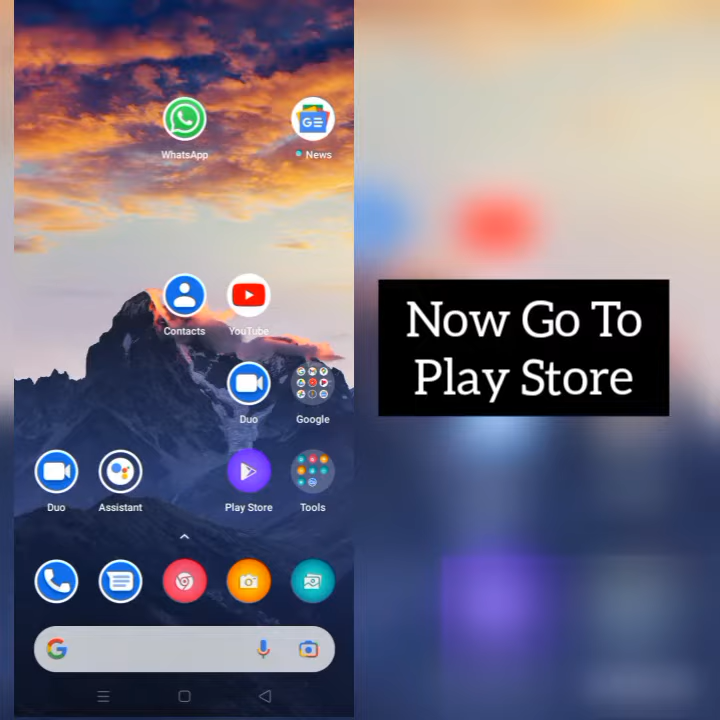 WhatsApp
News
Contacts
YouTube
Duo
Google
Duo
Assistant
Play Store
Tools
Now Go To
Play Store